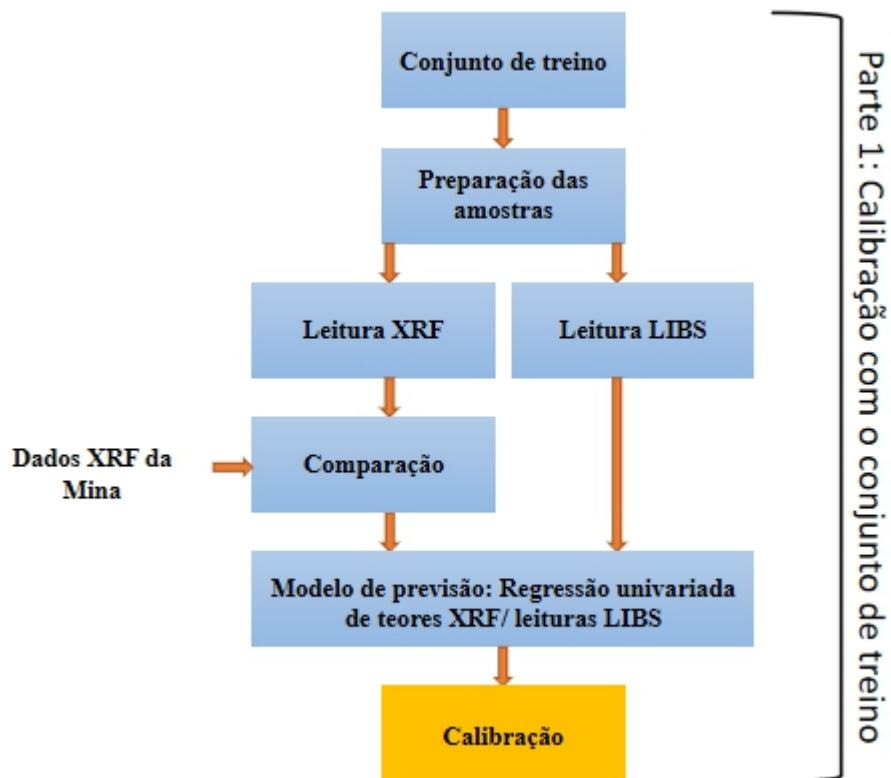 Conjunto de treino
Preparação das
amostras
Leitura XRF
Leitura LIBS
Dados XRF da
Mina
Comparação
Modelo de previsão: Regressão univariada
de teores XRF/ leituras LIBS
Calibração
Parte 1: Calibração com o conjunto de treino